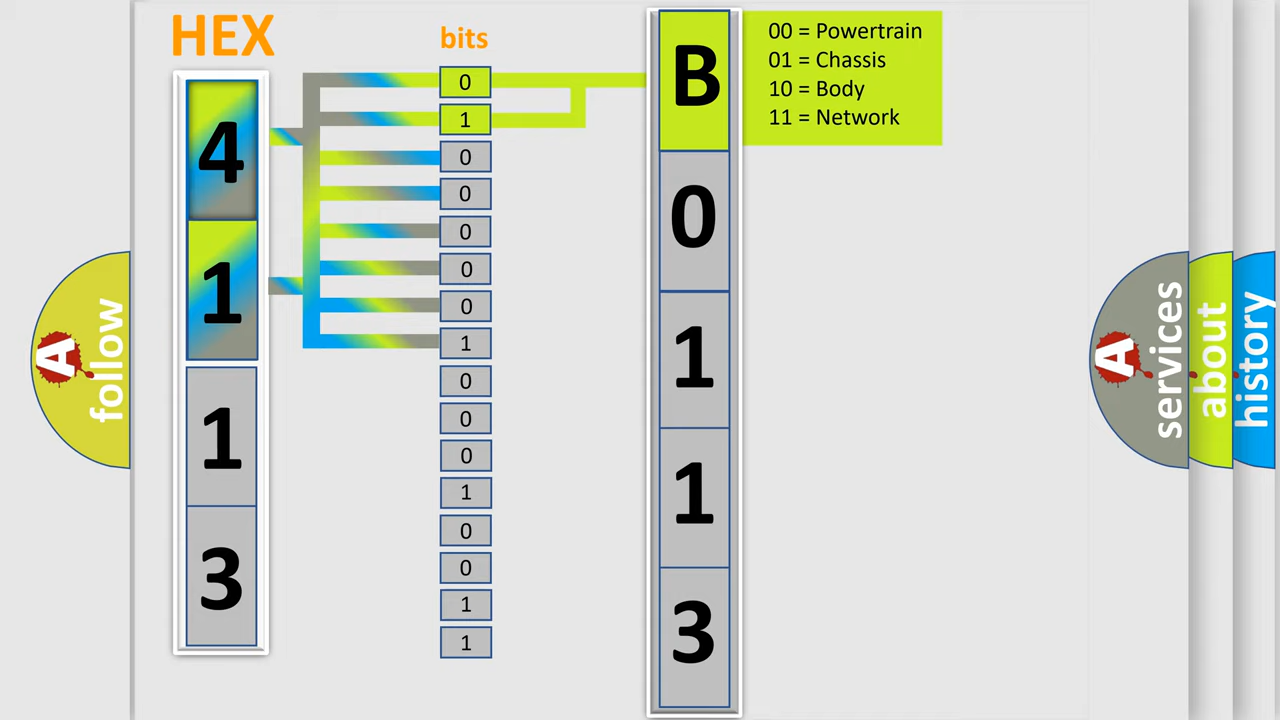 HEX
bits
4
1
1
3
0
1
0
0
0
0
0
1
0
0
0
1
0
0
1
1
B
0
1
1
3
00 = Powertrain
01 = Chassis
10 = Body
11 = Network
A
follow
A
services
about
history